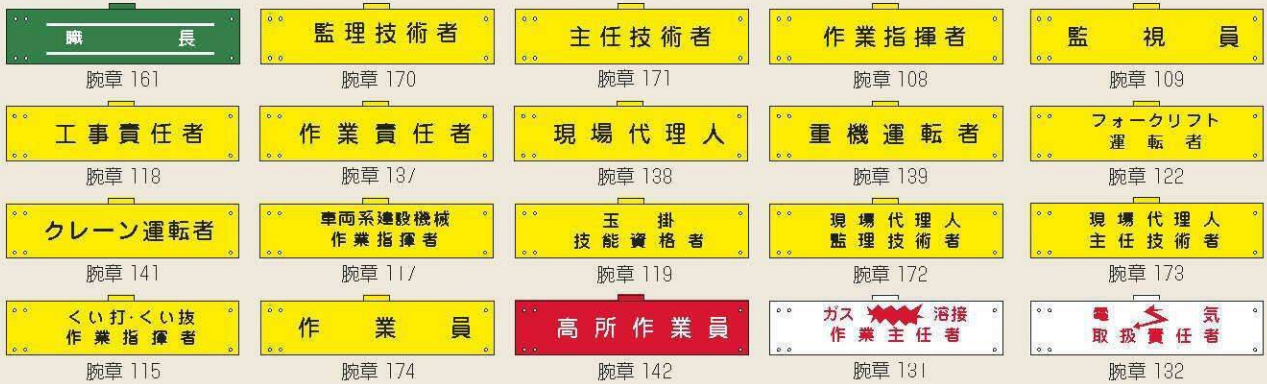 職長
監理技術者
主任技術者
作業指揮者
監視員
腕章 161
腕章 170
腕章 171
腕章 108
腕章 109
工事責任者
作業責任者
現場代理人
重機運転者
フォークリフト
運転者
腕章 118
腕章 137
腕章 138
腕章 139
腕章 122
クレーン運転者
車両系建設機械
作業指揮者
玉掛
技能資格者
現場代理人
監理技術者
現場代理人
主任技術者
腕章 141
腕章 117
腕章 119
腕章 172
腕章 173
くい打・くい抜
作業指揮者
作業員
高所作業員
ガス溶接
作業主任者
電気
取扱責任者
腕章 115
腕章 174
腕章 142
腕章 131
腕章 132